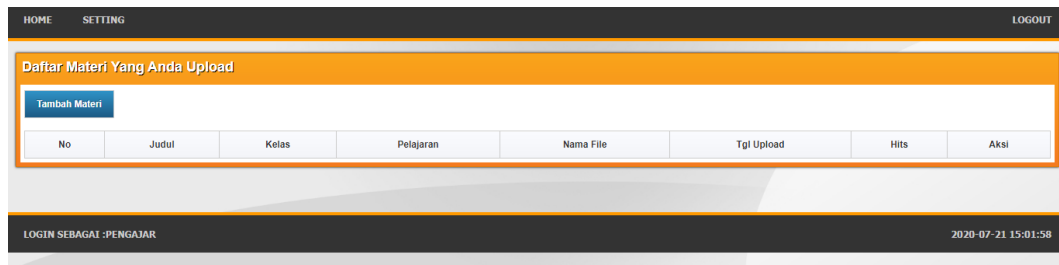 HOME SETTING LOGOUT
Daftar Materi Yang Anda Upload
Tambah Materi
No Judul Kelas Pelajaran Nama File Tgl Upload Hits Aksi
LOGIN SEBAGAI :PENGAJAR 2020-07-21 15:01:58